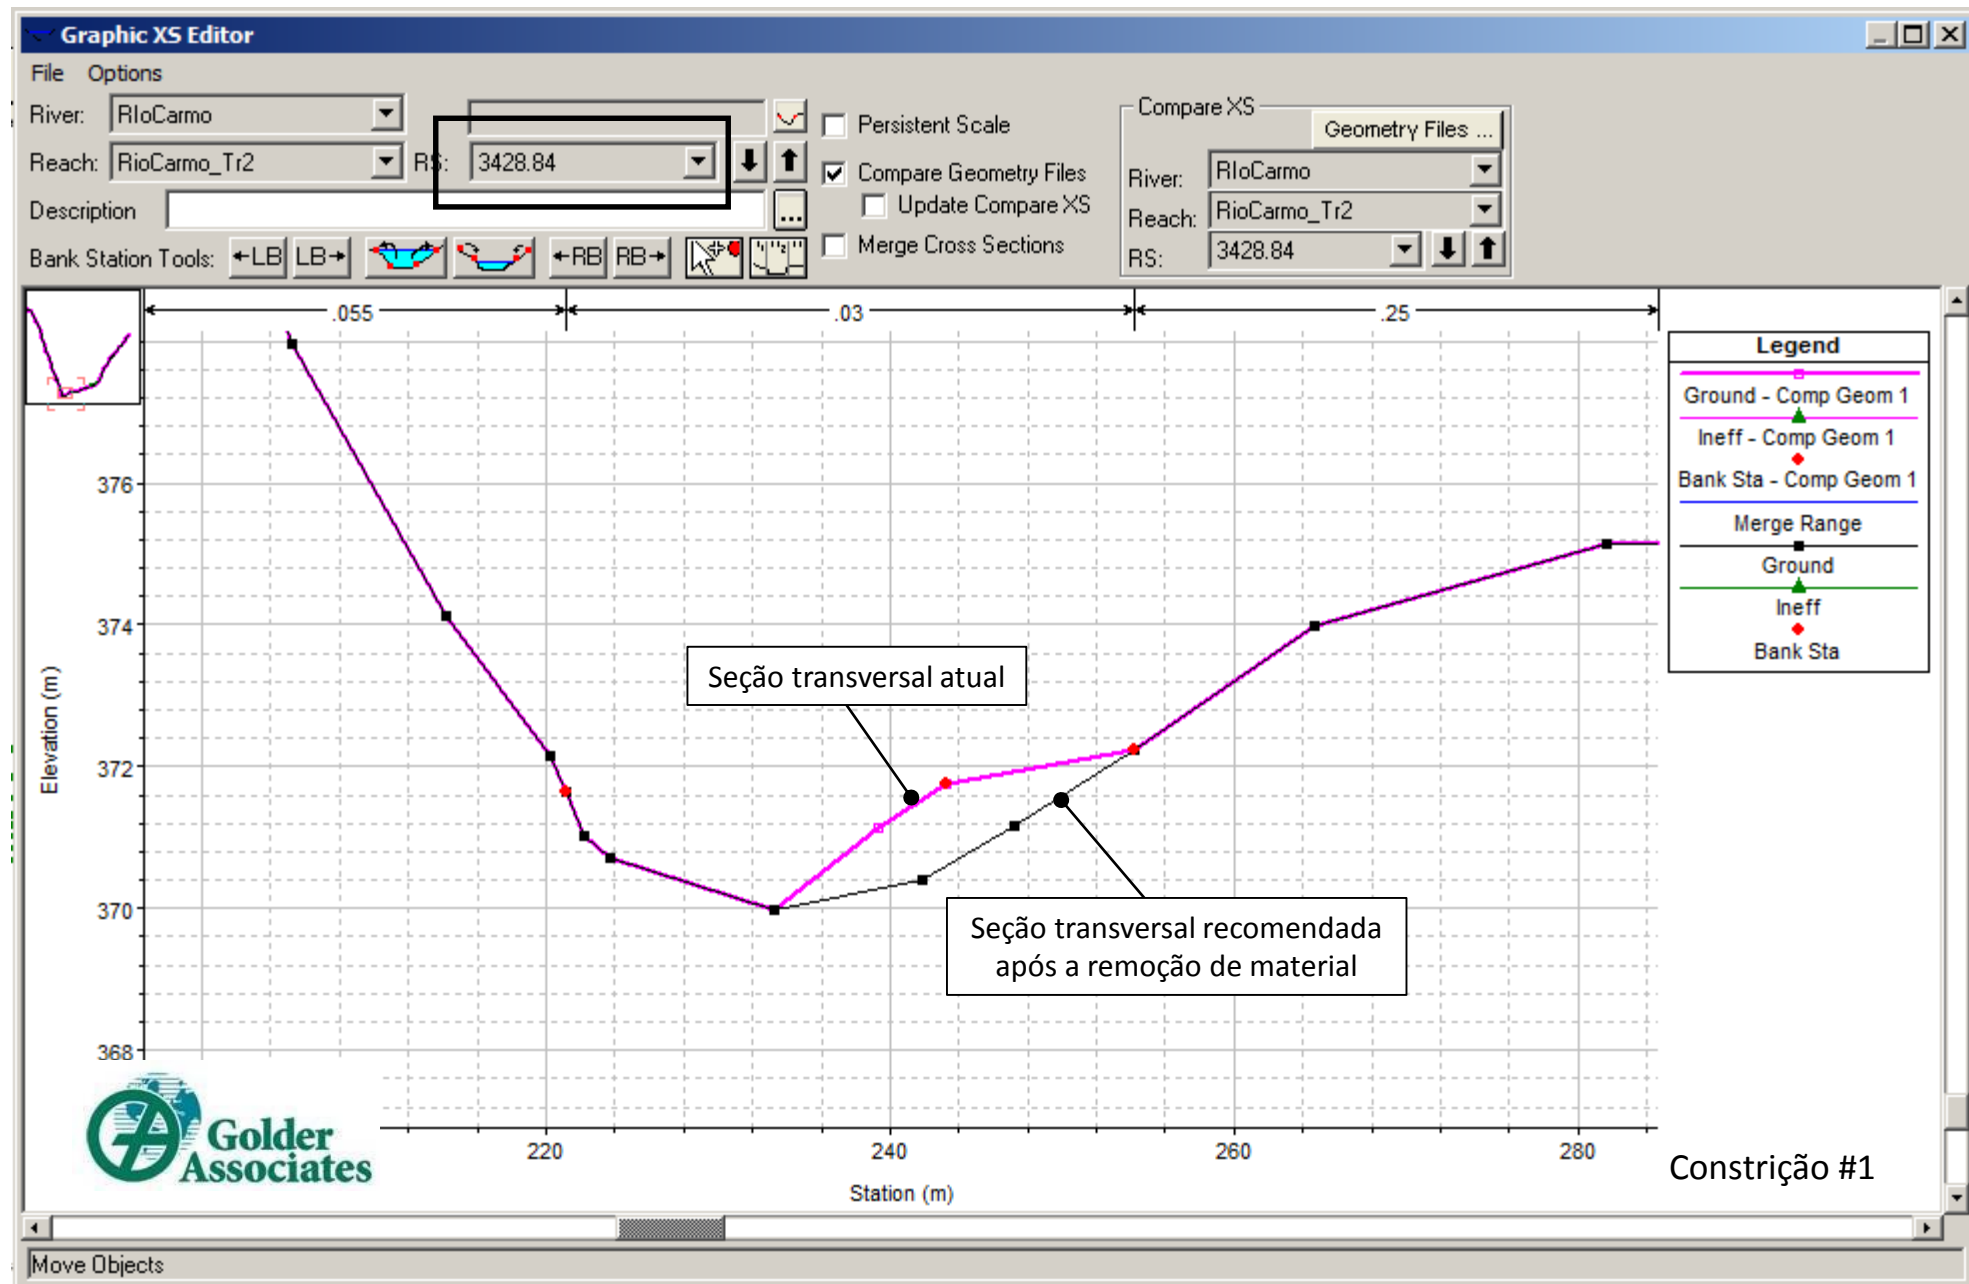 Graphic XS Editor
File Options
River: RIoCarmo
Reach: RioCarmo_Tr2 RS: 3428.84
Description ...
Bank Station Tools: ←LB LB→ ←RB RB→
Persistent Scale
Compare Geometry Files
Update Compare XS
Merge Cross Sections
Compare XS
Geometry Files ...
River: RIoCarmo
Reach: RioCarmo_Tr2
RS: 3428.84
.055 .03 .25
Legend
Ground - Comp Geom 1
Ineff - Comp Geom 1
Bank Sta - Comp Geom 1
Merge Range
Ground
Ineff
Bank Sta
376
374
372
370
368
Elevation (m)
Seção transversal atual
Seção transversal recomendada
após a remoção de material
220 240 260 280
Station (m)
Golder
Associates
Constrição #1
Move Objects